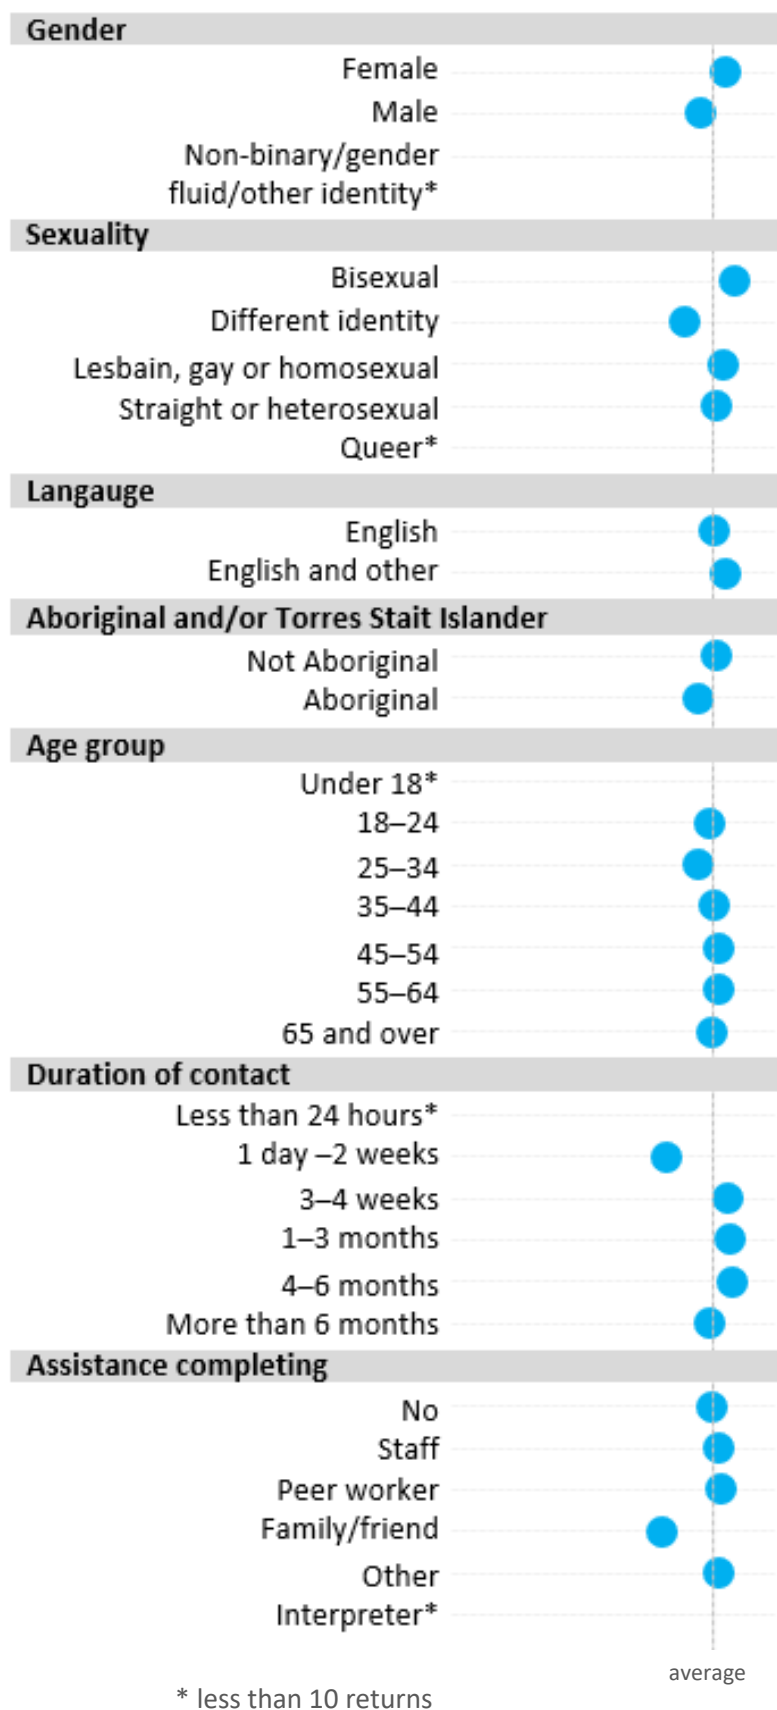 Gender
Female
Male
Non-binary/gender
fluid/other identity*
Sexuality
Bisexual
Different identity
Lesbain, gay or homosexual
Straight or heterosexual
Queer*
Langauge
English
English and other
Aboriginal and/or Torres Stait Islander
Not Aboriginal
Aboriginal
Age group
Under 18*
18–24
25–34
35–44
45–54
55–64
65 and over
Duration of contact
Less than 24 hours*
1 day –2 weeks
3–4 weeks
1–3 months
4–6 months
More than 6 months
Assistance completing
No
Staff
Peer worker
Family/friend
Other
Interpreter*
average
* less than 10 returns